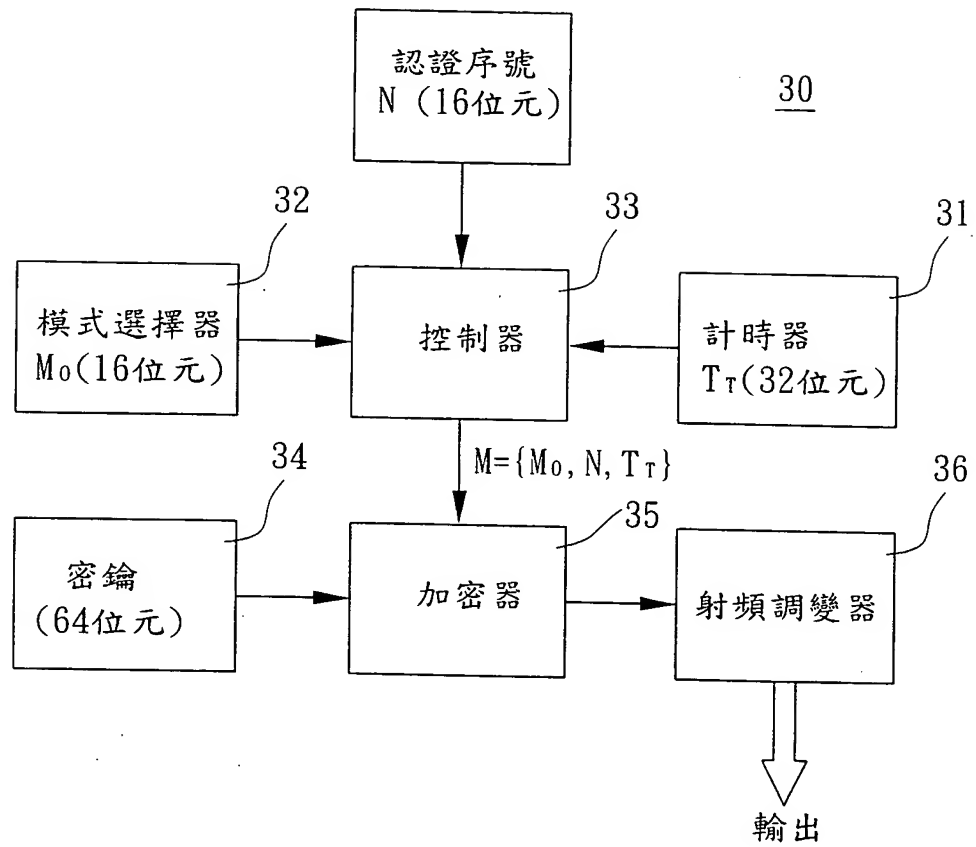 認證序號
N (16位元)
30
32
33
31
模式選擇器
M0(16位元)
控制器
計時器
TT(32位元)
M={M0, N, TT}
34
35
36
密鑰
(64位元)
加密器
射頻調變器
輸出